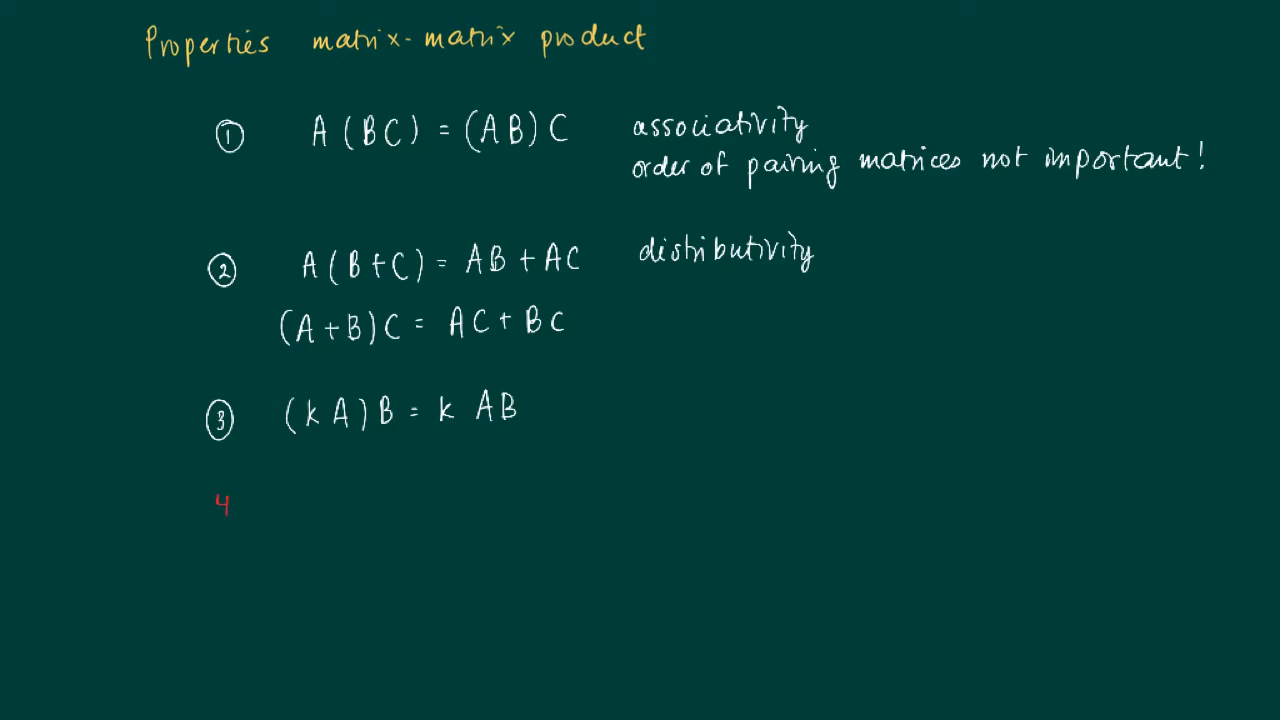 Properties matrix-matrix product
① A(BC) = (AB)C associativity
order of pairing matrices not important!
② A(B+C) = AB + AC distributivity
(A+B)C = AC + BC
③ (kA)B = k AB
4